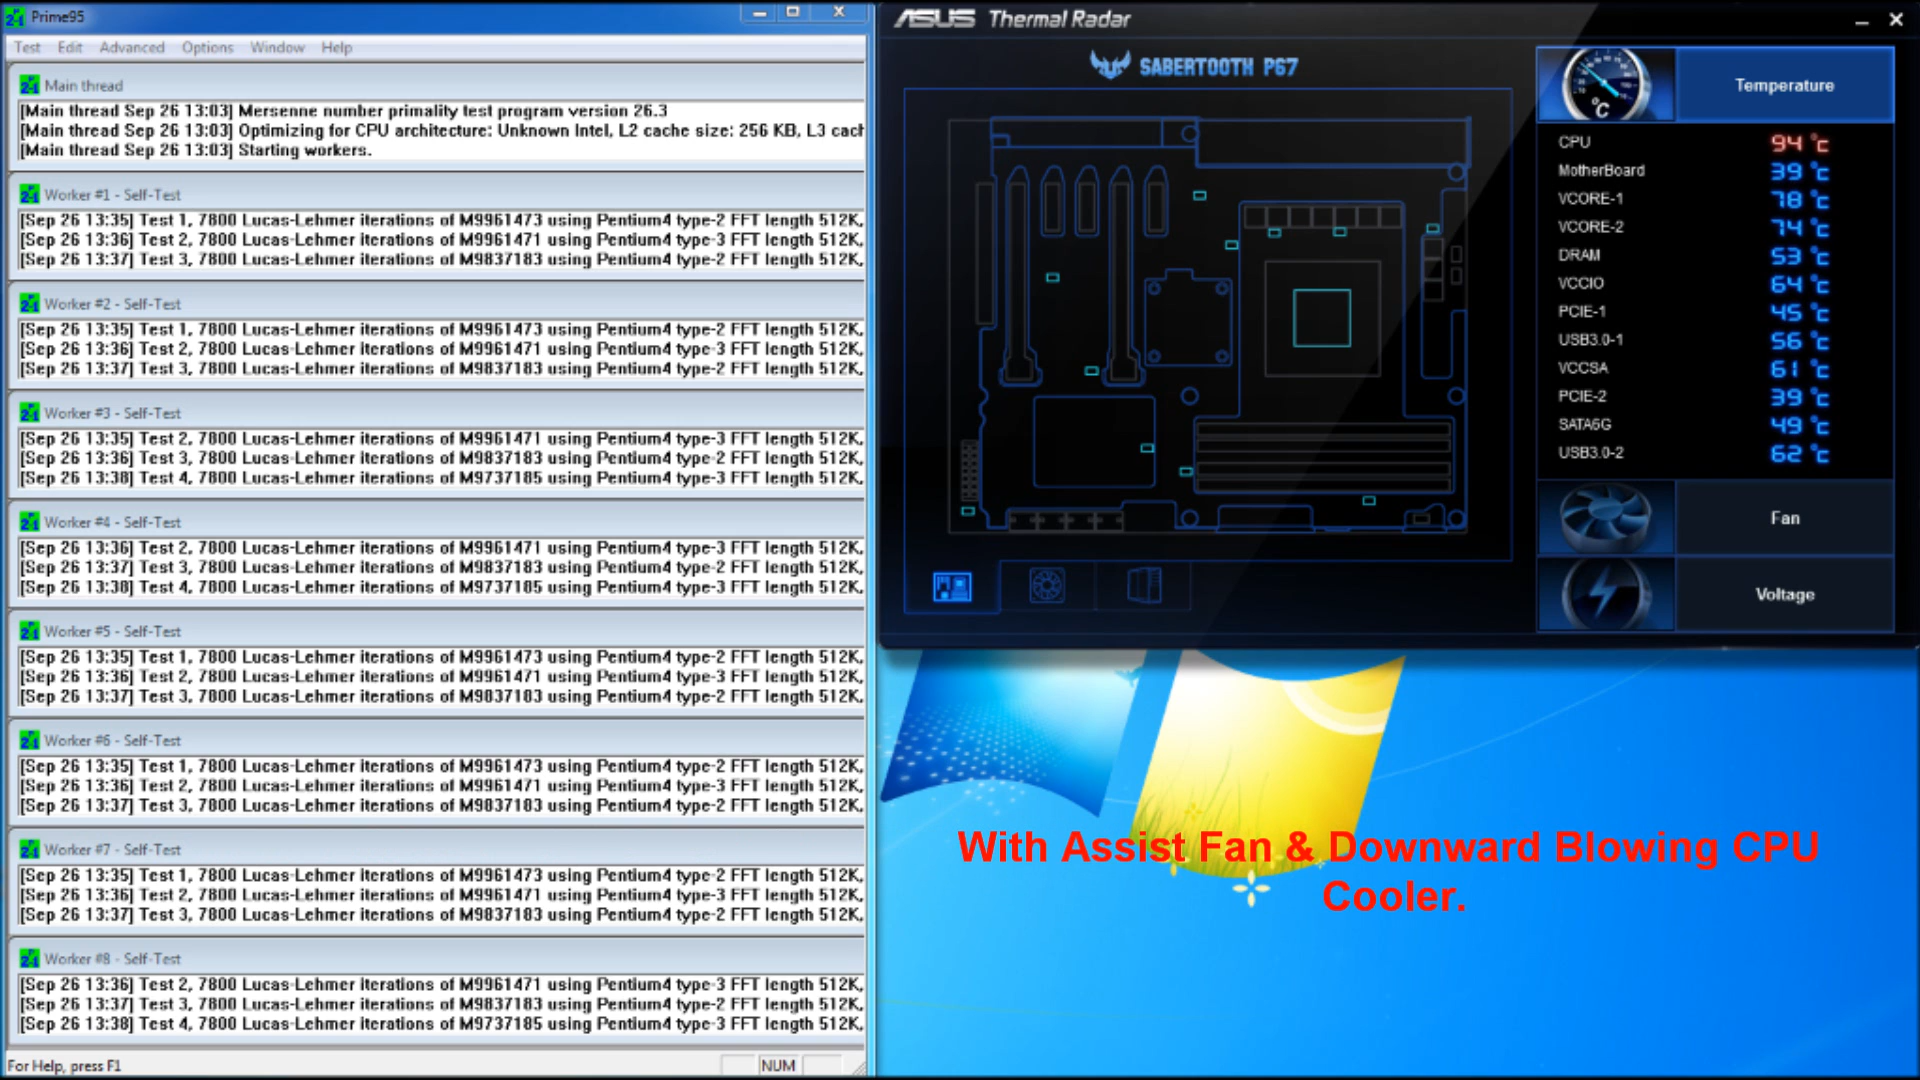 Prime95
Test Edit Advanced Options Window Help
Main thread
[Main thread Sep 26 13:03] Mersenne number primality test program version 26.3
[Main thread Sep 26 13:03] Optimizing for CPU architecture: Unknown Intel, L2 cache size: 256 KB, L3 cach
[Main thread Sep 26 13:03] Starting workers.
Worker #1 - Self-Test
[Sep 26 13:35] Test 1, 7800 Lucas-Lehmer iterations of M9961473 using Pentium4 type-2 FFT length 512K,
[Sep 26 13:36] Test 2, 7800 Lucas-Lehmer iterations of M9961471 using Pentium4 type-3 FFT length 512K,
[Sep 26 13:37] Test 3, 7800 Lucas-Lehmer iterations of M9837183 using Pentium4 type-2 FFT length 512K,
Worker #2 - Self-Test
[Sep 26 13:35] Test 1, 7800 Lucas-Lehmer iterations of M9961473 using Pentium4 type-2 FFT length 512K,
[Sep 26 13:36] Test 2, 7800 Lucas-Lehmer iterations of M9961471 using Pentium4 type-3 FFT length 512K,
[Sep 26 13:37] Test 3, 7800 Lucas-Lehmer iterations of M9837183 using Pentium4 type-2 FFT length 512K,
Worker #3 - Self-Test
[Sep 26 13:35] Test 2, 7800 Lucas-Lehmer iterations of M9961471 using Pentium4 type-3 FFT length 512K,
[Sep 26 13:36] Test 3, 7800 Lucas-Lehmer iterations of M9837183 using Pentium4 type-2 FFT length 512K,
[Sep 26 13:38] Test 4, 7800 Lucas-Lehmer iterations of M9737185 using Pentium4 type-3 FFT length 512K,
Worker #4 - Self-Test
[Sep 26 13:36] Test 2, 7800 Lucas-Lehmer iterations of M9961471 using Pentium4 type-3 FFT length 512K,
[Sep 26 13:37] Test 3, 7800 Lucas-Lehmer iterations of M9837183 using Pentium4 type-2 FFT length 512K,
[Sep 26 13:38] Test 4, 7800 Lucas-Lehmer iterations of M9737185 using Pentium4 type-3 FFT length 512K,
Worker #5 - Self-Test
[Sep 26 13:35] Test 1, 7800 Lucas-Lehmer iterations of M9961473 using Pentium4 type-2 FFT length 512K,
[Sep 26 13:36] Test 2, 7800 Lucas-Lehmer iterations of M9961471 using Pentium4 type-3 FFT length 512K,
[Sep 26 13:37] Test 3, 7800 Lucas-Lehmer iterations of M9837183 using Pentium4 type-2 FFT length 512K,
Worker #6 - Self-Test
[Sep 26 13:35] Test 1, 7800 Lucas-Lehmer iterations of M9961473 using Pentium4 type-2 FFT length 512K,
[Sep 26 13:36] Test 2, 7800 Lucas-Lehmer iterations of M9961471 using Pentium4 type-3 FFT length 512K,
[Sep 26 13:37] Test 3, 7800 Lucas-Lehmer iterations of M9837183 using Pentium4 type-2 FFT length 512K,
Worker #7 - Self-Test
[Sep 26 13:35] Test 1, 7800 Lucas-Lehmer iterations of M9961473 using Pentium4 type-2 FFT length 512K,
[Sep 26 13:36] Test 2, 7800 Lucas-Lehmer iterations of M9961471 using Pentium4 type-3 FFT length 512K,
[Sep 26 13:37] Test 3, 7800 Lucas-Lehmer iterations of M9837183 using Pentium4 type-2 FFT length 512K,
Worker #8 - Self-Test
[Sep 26 13:36] Test 2, 7800 Lucas-Lehmer iterations of M9961471 using Pentium4 type-3 FFT length 512K,
[Sep 26 13:37] Test 3, 7800 Lucas-Lehmer iterations of M9837183 using Pentium4 type-2 FFT length 512K,
[Sep 26 13:38] Test 4, 7800 Lucas-Lehmer iterations of M9737185 using Pentium4 type-3 FFT length 512K,
For Help, press F1 NUM
ASUS Thermal Radar
SABERTOOTH P67
°C Temperature
CPU 94 °C
MotherBoard 39 °C
VCORE-1 78 °C
VCORE-2 74 °C
DRAM 53 °C
VCCIO 64 °C
PCIE-1 45 °C
USB3.0-1 56 °C
VCCSA 61 °C
PCIE-2 39 °C
SATA6G 49 °C
USB3.0-2 62 °C
Fan
Voltage
With Assist Fan & Downward Blowing CPU
Cooler.